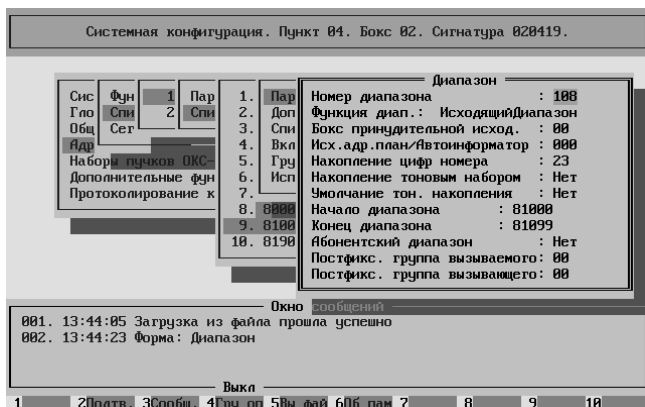 Системная конфигурация. Пункт 04. Бокс 02. Сигнатура 020419.
Диапазон
Сис
Гло
Общ
Адр
Наборы пучков ОКС-
Дополнительные фун
Протоколирование к
Фун
Спи
Сег
1
2
Пар
Спи
1. Пар
2. Доп
3. Спи
4. Вкл
5. Гру
6. Исп
7.
8. 8000
9. 8100
10. 8190
Номер диапазона : 108
Функция диап.: ИсходящийДиапазон
Бокс принудительной исход. : 00
Исх.адр.план/Автоинформатор : 000
Накопление цифр номера : 23
Накопление тоновым набором : Нет
Умолчание тон. накопления : Нет
Начало диапазона : 81000
Конец диапазона : 81099
Абонентский диапазон : Нет
Постфикс. группа вызываемого: 00
Постфикс. группа вызывающего: 00
Окно сообщений
001. 13:44:05 Загрузка из файла прошла успешно
002. 13:44:23 Форма: Диапазон
Выкл
1 2Подтв. 3Сообщ. 4Гру оп 5Вы фай 6Об пам 7 8 9 10